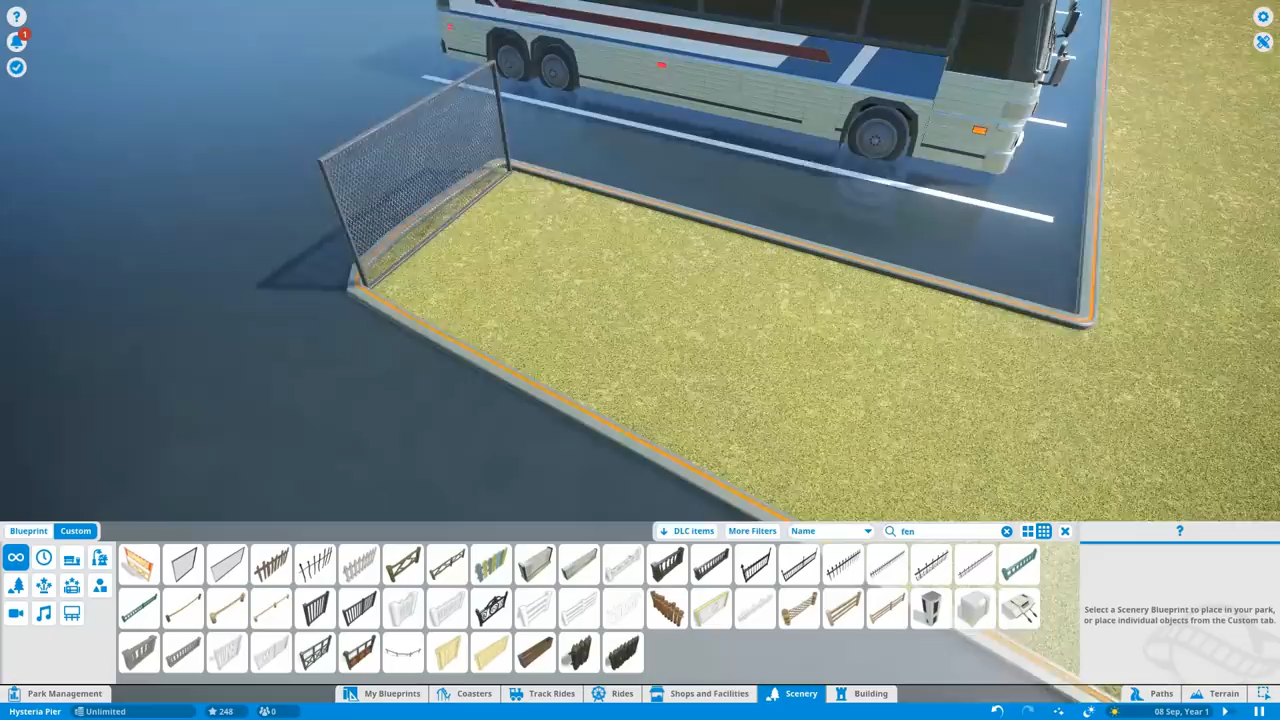 ?
1
Blueprint Custom
DLC items More Filters Name fen
?
Select a Scenery Blueprint to place in your park,
or place individual objects from the Custom tab.
Park Management My Blueprints Coasters Track Rides Rides Shops and Facilities Scenery Building Paths Terrain
Hysteria Pier Unlimited 248 0 08 Sep, Year 1